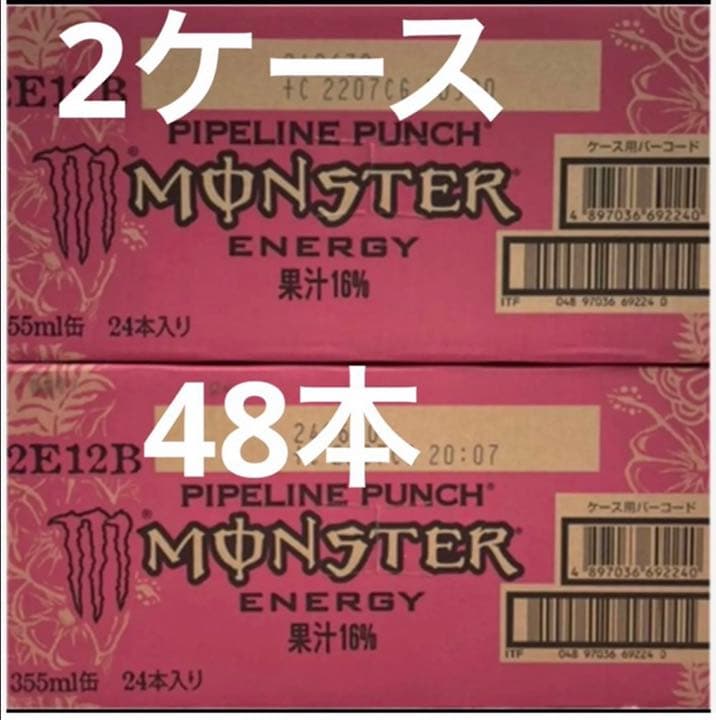 2ケース
2E12B
+C 2207C6
PIPELINE PUNCH®
ケース用バーコード
MONSTER®
4 897036 692240
ENERGY
果汁16%
ITF 048 97036 69224 0
55ml缶 24本入り
48本
2E12B
20:07
PIPELINE PUNCH®
ケース用バーコード
MONSTER®
4 897036 692240
ENERGY
果汁16%
ITF 048 97036 69224 0
355ml缶 24本入り